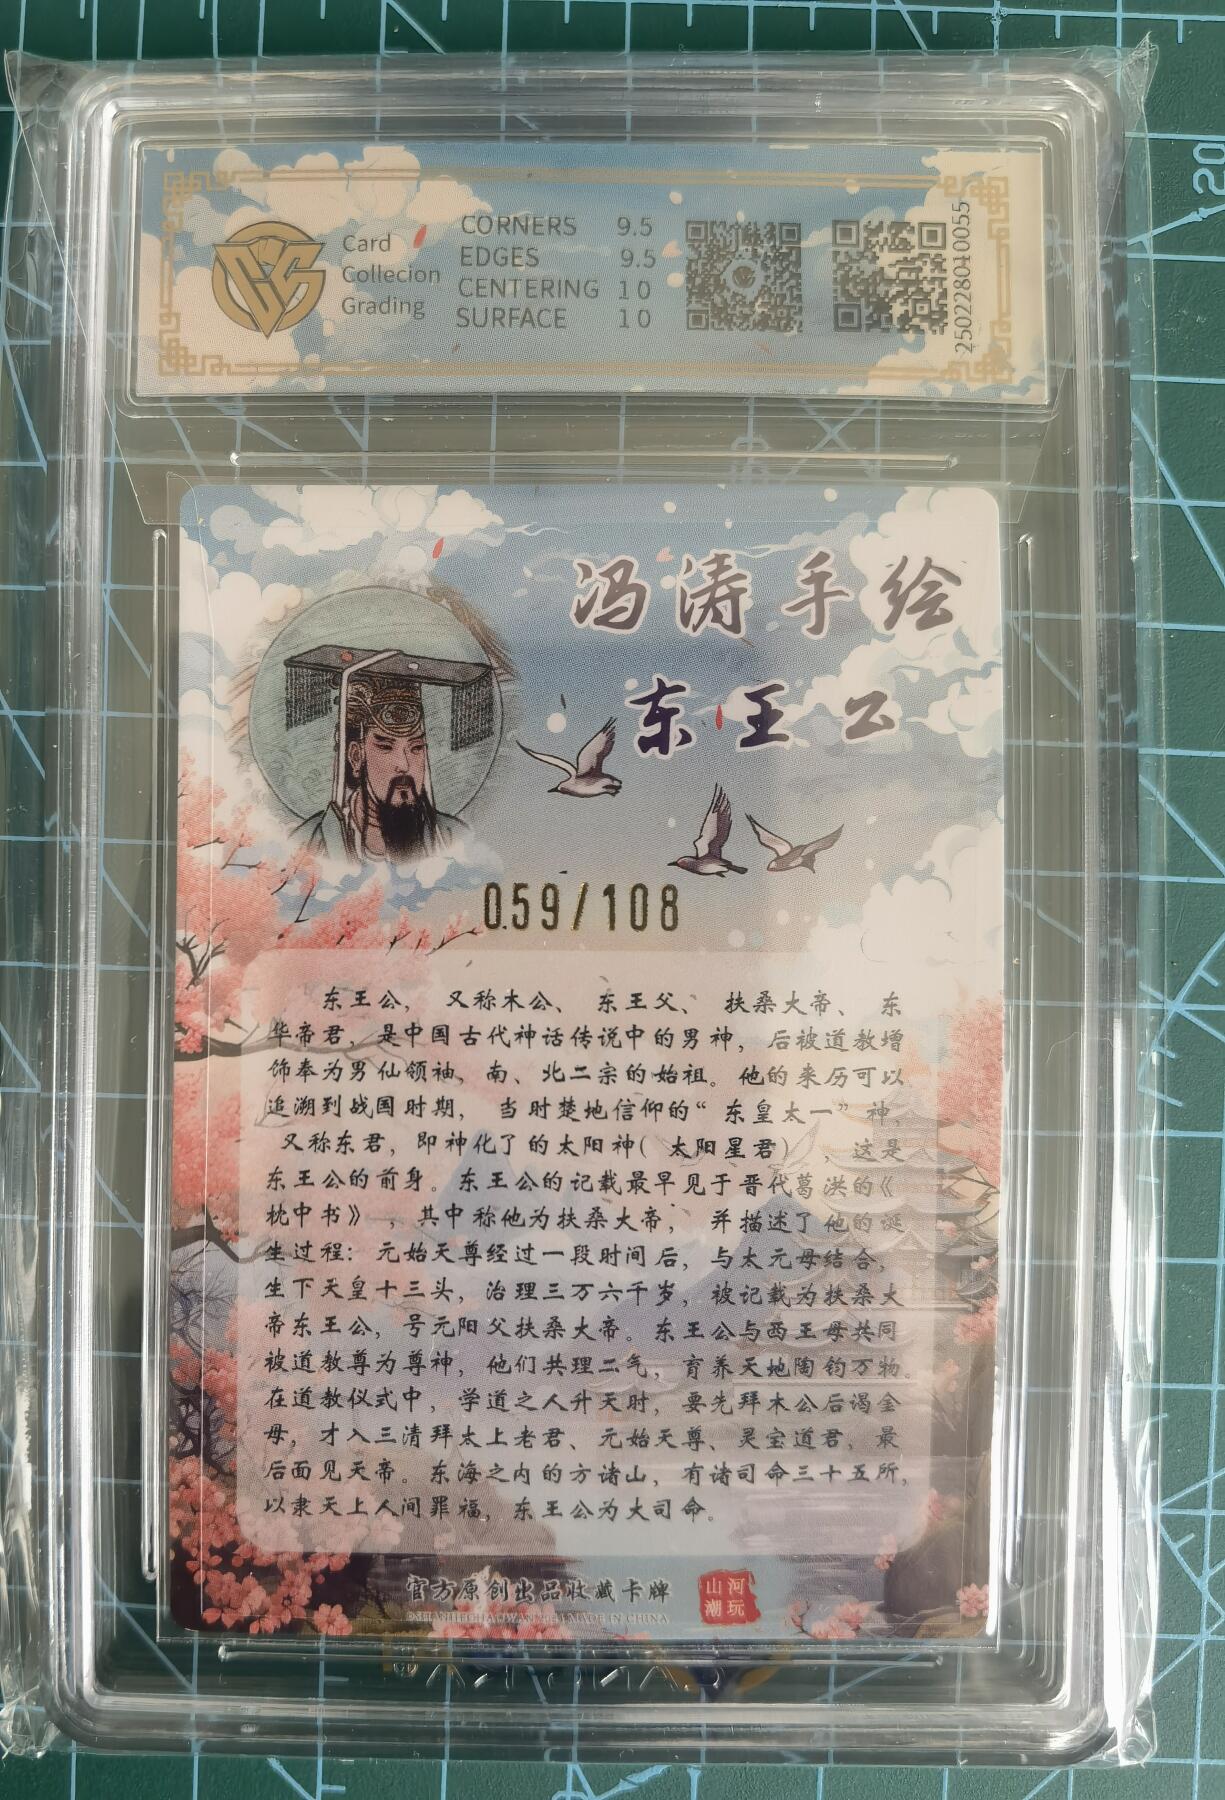 Card
Collecion
Grading
CORNERS 9.5
EDGES 9.5
CENTERING 10
SURFACE 10
250228010055
20
冯涛手绘
东王公
059/108
东王公, 又称木公、 东王父、 扶桑大帝、 东
华帝君, 是中国古代神话传说中的男神, 后被道教增
饰奉为男仙领袖, 南、北二宗的始祖。他的来历可以
追溯到战国时期, 当时楚地信仰的“ 东皇太一” 神,
又称东君, 即神化了的太阳神( 太阳星君) , 这是
东王公的前身。东王公的记载最早见于晋代葛洪的《
枕中书》 , 其中称他为扶桑大帝, 并描述了他的诞
生过程: 元始天尊经过一段时间后, 与太元母结合,
生下天皇十三头, 治理三万六千岁, 被记载为扶桑大
帝东王公, 号元阳父扶桑大帝。东王公与西王母共同
被道教尊为尊神, 他们共理二气, 育养天地陶钧万物。
在道教仪式中, 学道之人升天时, 要先拜木公后谒金
母, 才入三清拜太上老君、元始天尊、灵宝道君, 最
后面见天帝。东海之内的方诸山, 有诸司命三十五所,
以隶天上人间罪福, 东王公为大司命。
官方原创出品收藏卡牌
山河
潮玩